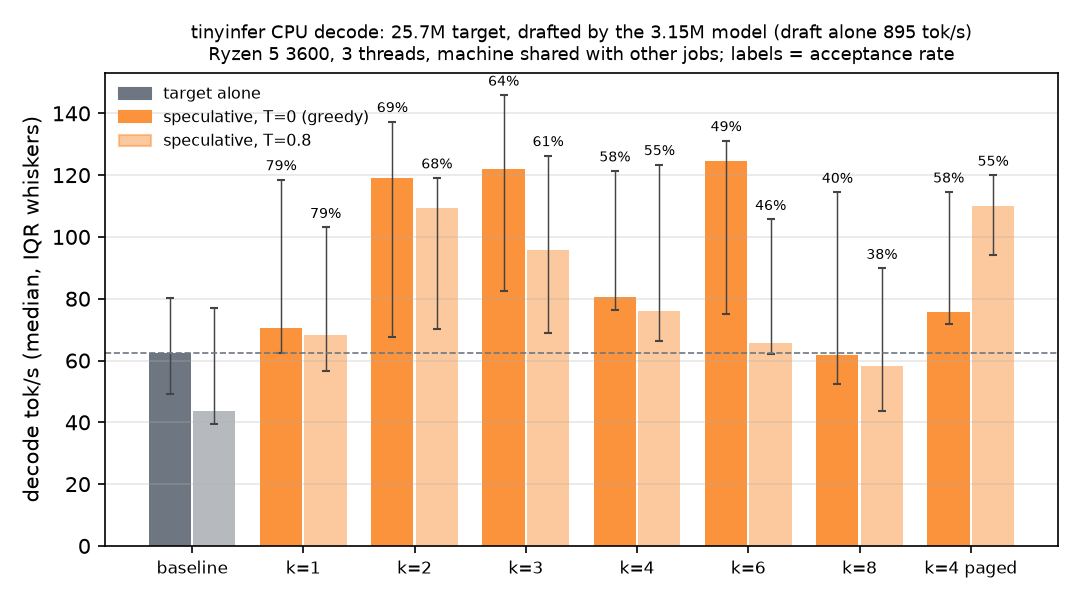 tinyinfer CPU decode: 25.7M target, drafted by the 3.15M model (draft alone 895 tok/s)
Ryzen 5 3600, 3 threads, machine shared with other jobs; labels = acceptance rate
decode tok/s (median, IQR whiskers)
140
120
100
80
60
40
20
0
target alone
speculative, T=0 (greedy)
speculative, T=0.8
79%
79%
69%
68%
64%
61%
58%
55%
49%
46%
40%
38%
58%
55%
baseline
k=1
k=2
k=3
k=4
k=6
k=8
k=4 paged